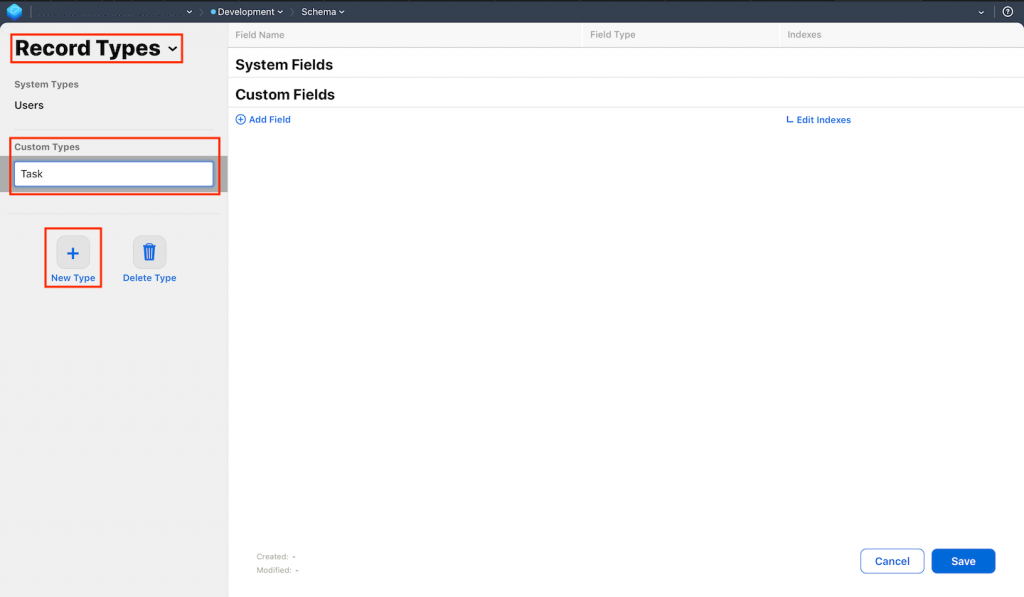 Development Schema
Record Types
System Types
Users
Custom Types
Task
New Type Delete Type
Field Name Field Type Indexes
System Fields
Custom Fields
Add Field Edit Indexes
Created: -
Modified: -
Cancel Save